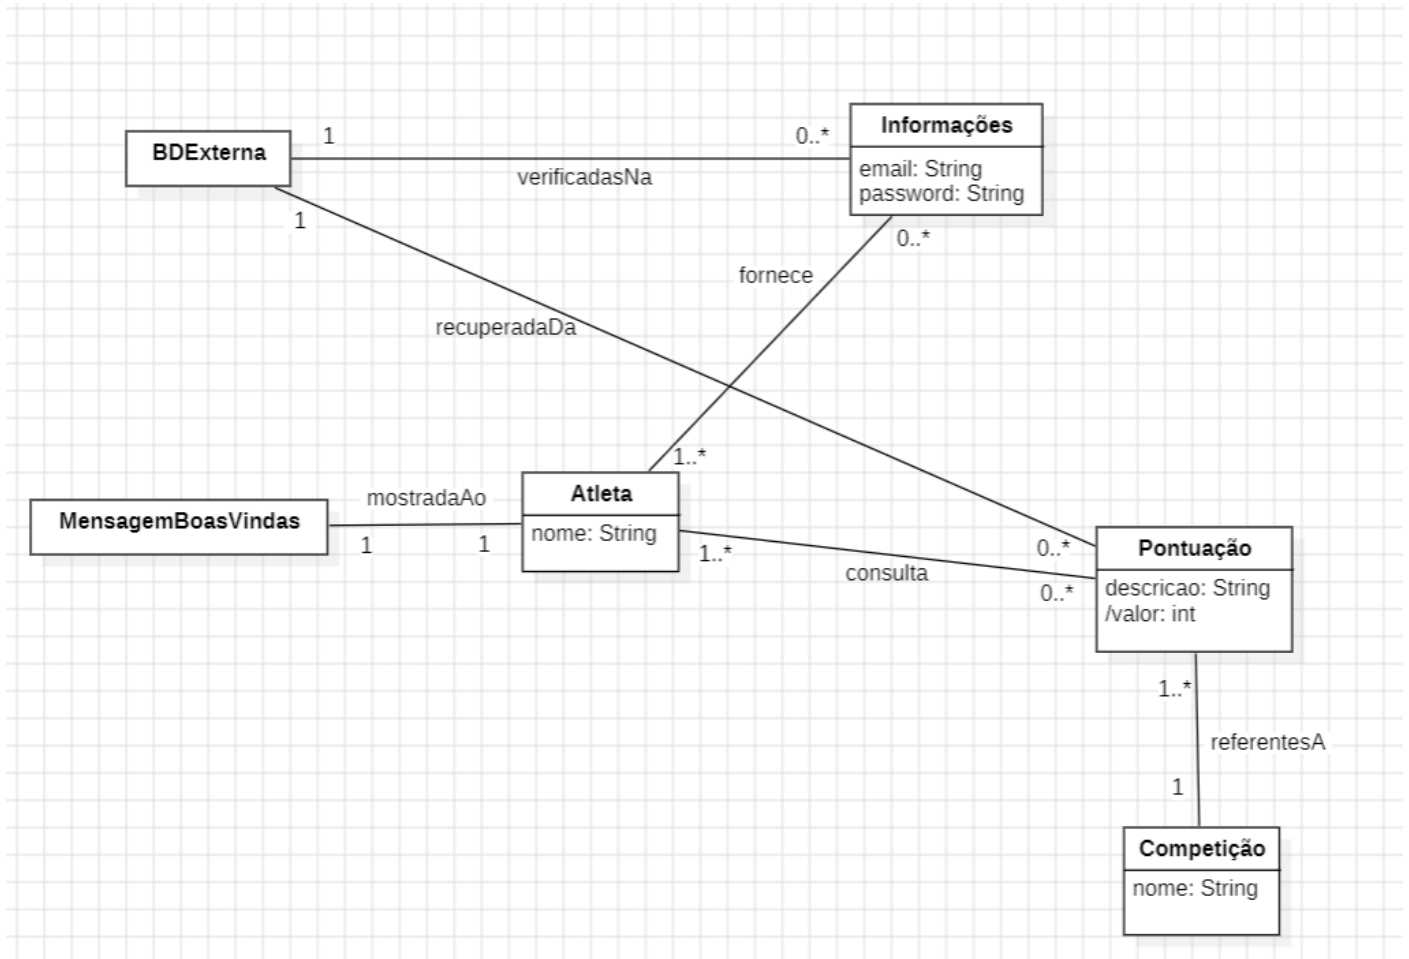 BDExterna
1
0..*
verificadasNa
Informações
email: String
password: String
1
0..*
fornece
recuperadaDa
1..*
MensagemBoasVindas
mostradaAo
1
1
Atleta
nome: String
1..*
consulta
0..*
0..*
Pontuação
descricao: String
/valor: int
1..*
referentesA
1
Competição
nome: String